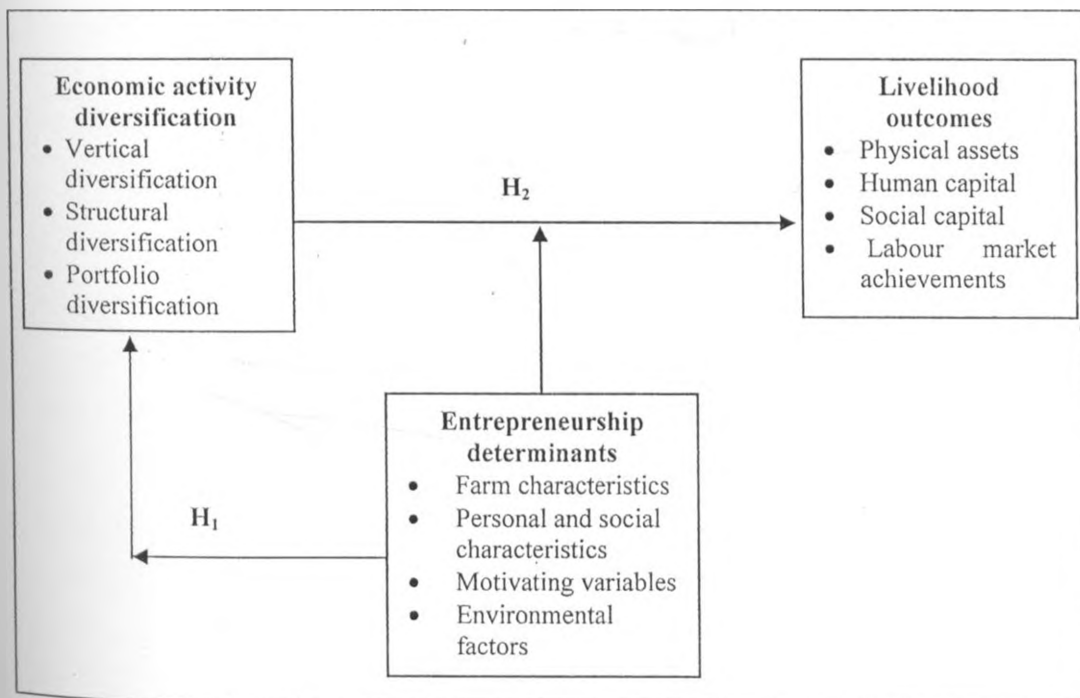 Economic activity
diversification
• Vertical
diversification
• Structural
diversification
• Portfolio
diversification
H₂
Livelihood
outcomes
• Physical assets
• Human capital
• Social capital
• Labour market
achievements
H₁
Entrepreneurship
determinants
• Farm characteristics
• Personal and social
characteristics
• Motivating variables
• Environmental
factors